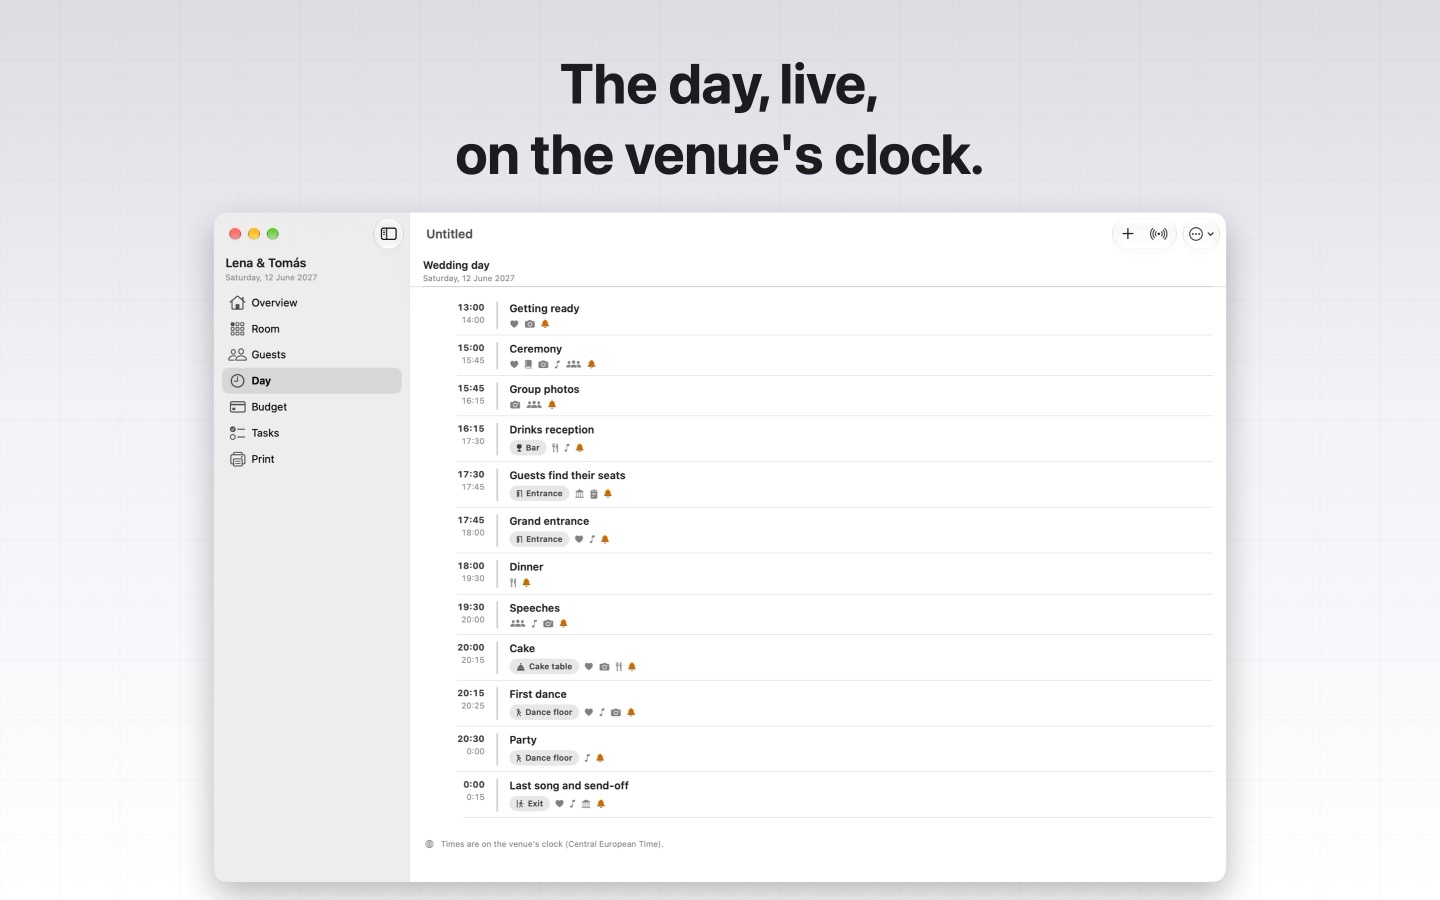 The day, live,
on the venue's clock.
Untitled
Lena & Tomás
Saturday, 12 June 2027
Overview
Room
Guests
Day
Budget
Tasks
Print
Wedding day
Saturday, 12 June 2027
13:00 Getting ready
14:00
15:00 Ceremony
15:45
15:45 Group photos
16:15
16:15 Drinks reception
17:30 Bar
17:30 Guests find their seats
17:45 Entrance
17:45 Grand entrance
18:00 Entrance
18:00 Dinner
19:30
19:30 Speeches
20:00
20:00 Cake
20:15 Cake table
20:15 First dance
20:25 Dance floor
20:30 Party
0:00 Dance floor
0:00 Last song and send-off
0:15 Exit
Times are on the venue's clock (Central European Time).